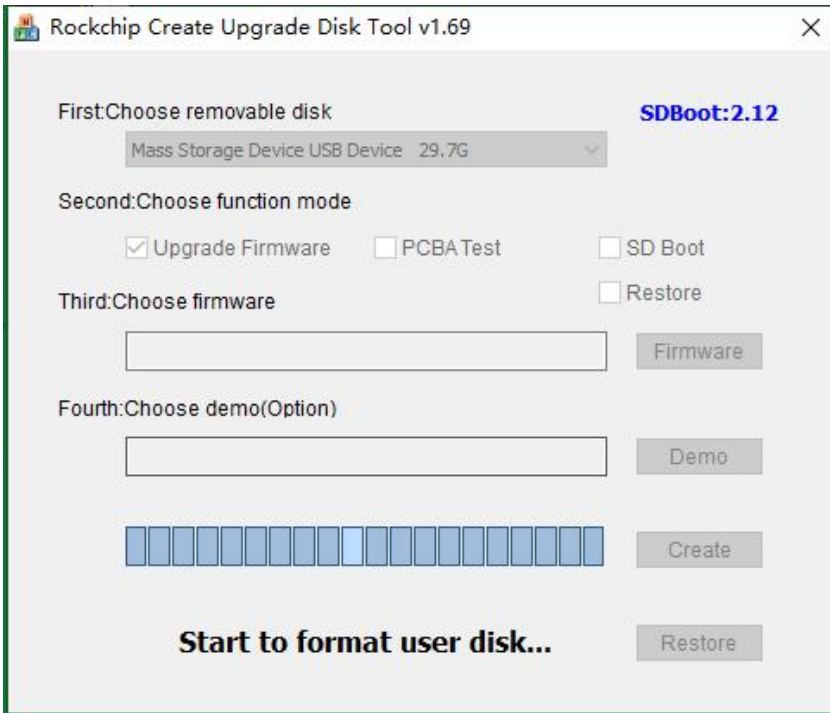 Rockchip Create Upgrade Disk Tool v1.69
First:Choose removable disk
SDBoot:2.12
Mass Storage Device USB Device 29.7G
Second:Choose function mode
Upgrade Firmware PCBA Test SD Boot
Restore
Third:Choose firmware
Firmware
Fourth:Choose demo(Option)
Demo
Create
Start to format user disk...
Restore